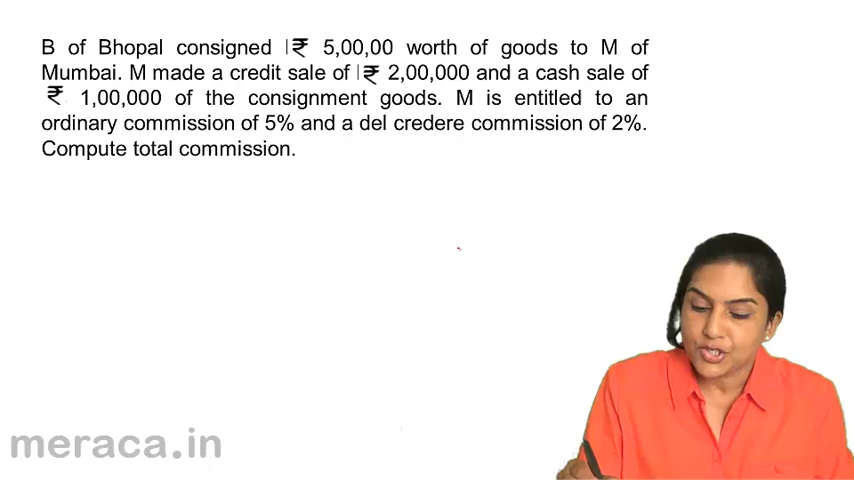 B of Bhopal consigned ₹ 5,00,00 worth of goods to M of
Mumbai. M made a credit sale of ₹ 2,00,000 and a cash sale of
₹ 1,00,000 of the consignment goods. M is entitled to an
ordinary commission of 5% and a del credere commission of 2%.
Compute total commission.
meraca.in